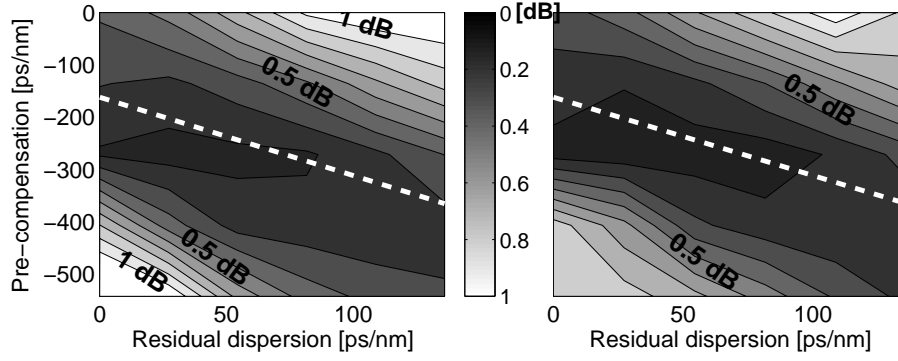 Pre−compensation [ps/nm]
0
−100
−200
−300
−400
−500
1 dB
0.5 dB
0.5 dB
1 dB
0
50
100
Residual dispersion [ps/nm]
[dB]
0
0.2
0.4
0.6
0.8
1
0.5 dB
0.5 dB
0
50
100
Residual dispersion [ps/nm]